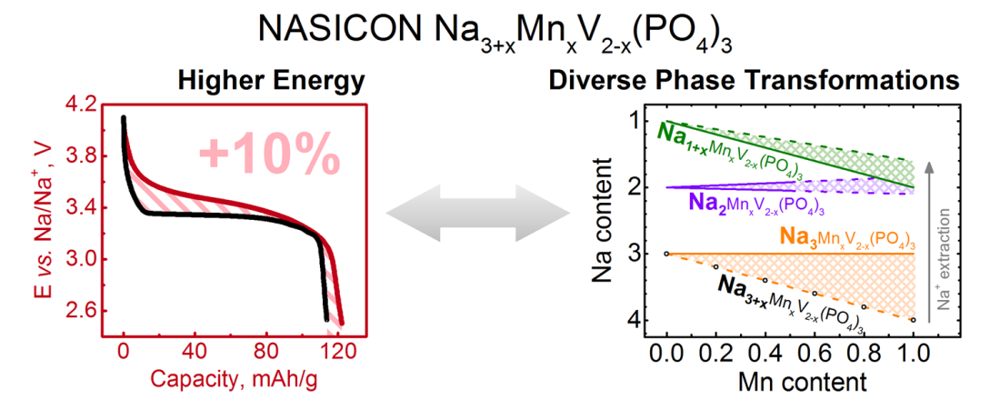 NASICON Na₃₊ₓMnₓV₂₋ₓ(PO₄)₃
Higher Energy
4.2
3.8
3.4
3.0
2.6
E vs. Na/Na⁺, V
+10%
0 40 80 120
Capacity, mAh/g
Diverse Phase Transformations
1
2
3
4
Na content
Na₁₊ₓMnₓV₂₋ₓ(PO₄)₃
Na₂MnₓV₂₋ₓ(PO₄)₃
Na₃MnₓV₂₋ₓ(PO₄)₃
Na₃₊ₓMnₓV₂₋ₓ(PO₄)₃
Na⁺ extraction
0.0 0.2 0.4 0.6 0.8 1.0
Mn content